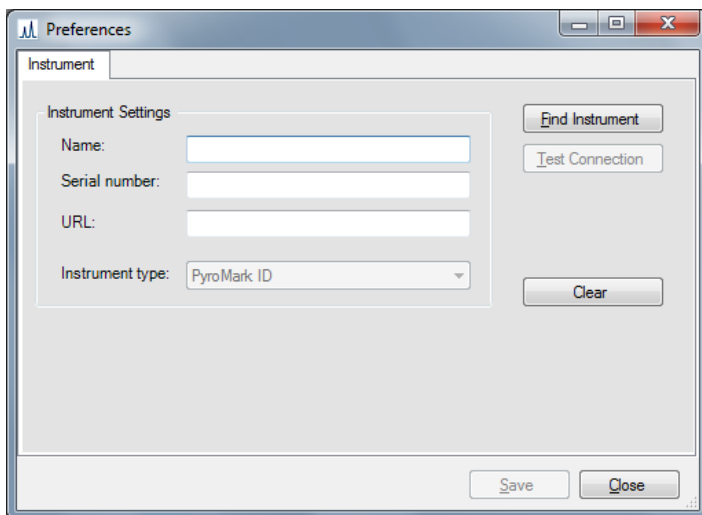 Preferences
Instrument
Instrument Settings
Name:
Serial number:
URL:
Instrument type: PyroMark ID
Find Instrument
Test Connection
Clear
Save Close